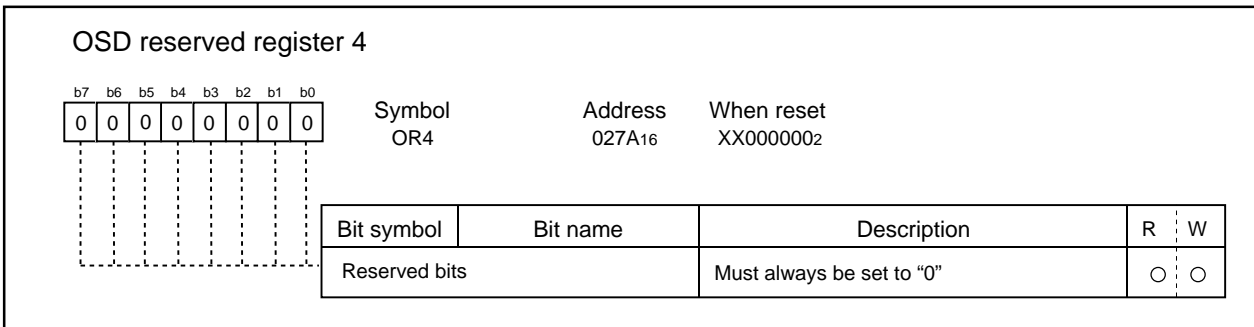 OSD reserved register 4
b7 b6 b5 b4 b3 b2 b1 b0
0 0 0 0 0 0 0 0
Symbol Address When reset
OR4 027A16 XX0000002
Bit symbol Bit name Description R W
Reserved bits Must always be set to “0” ○ ○